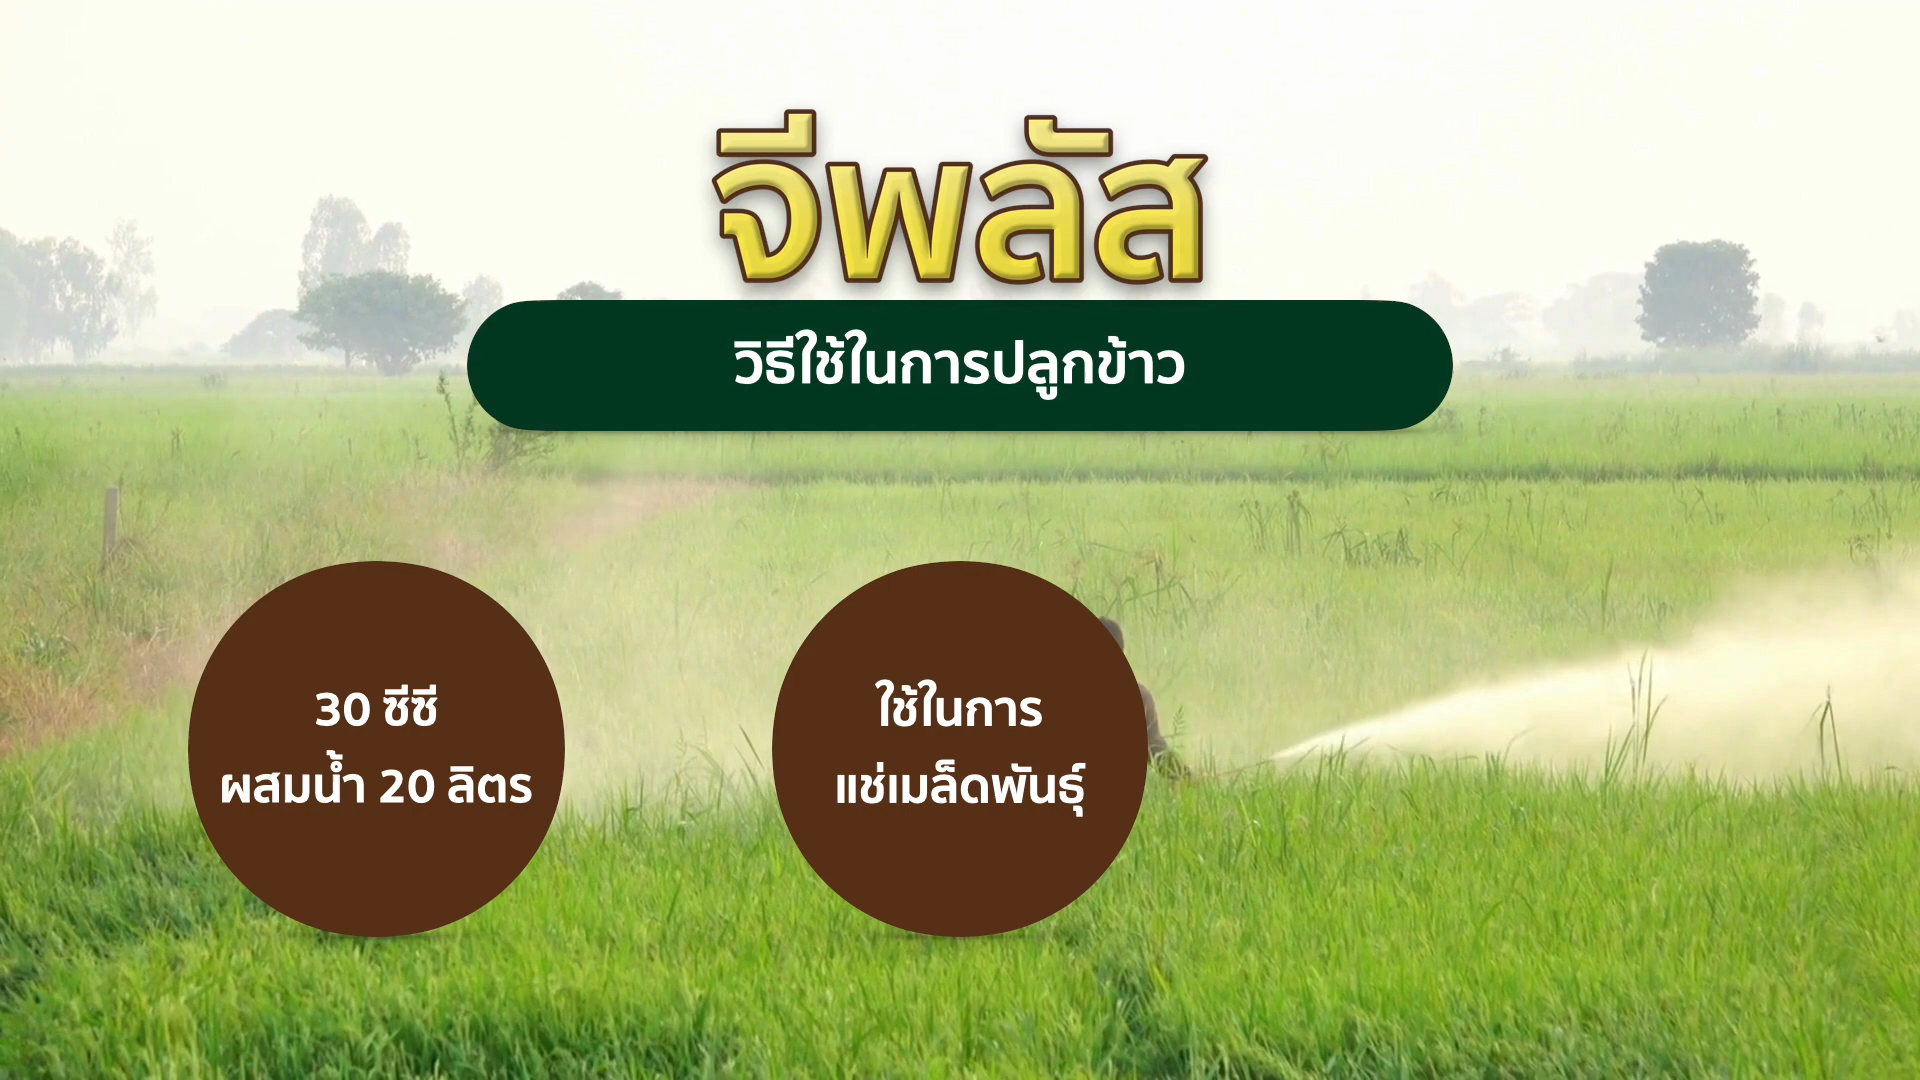 จีพลัส
วิธีใช้ในการปลูกข้าว
30 ซีซี
ผสมน้ำ 20 ลิตร
ใช้ในการ
แช่เมล็ดพันธุ์